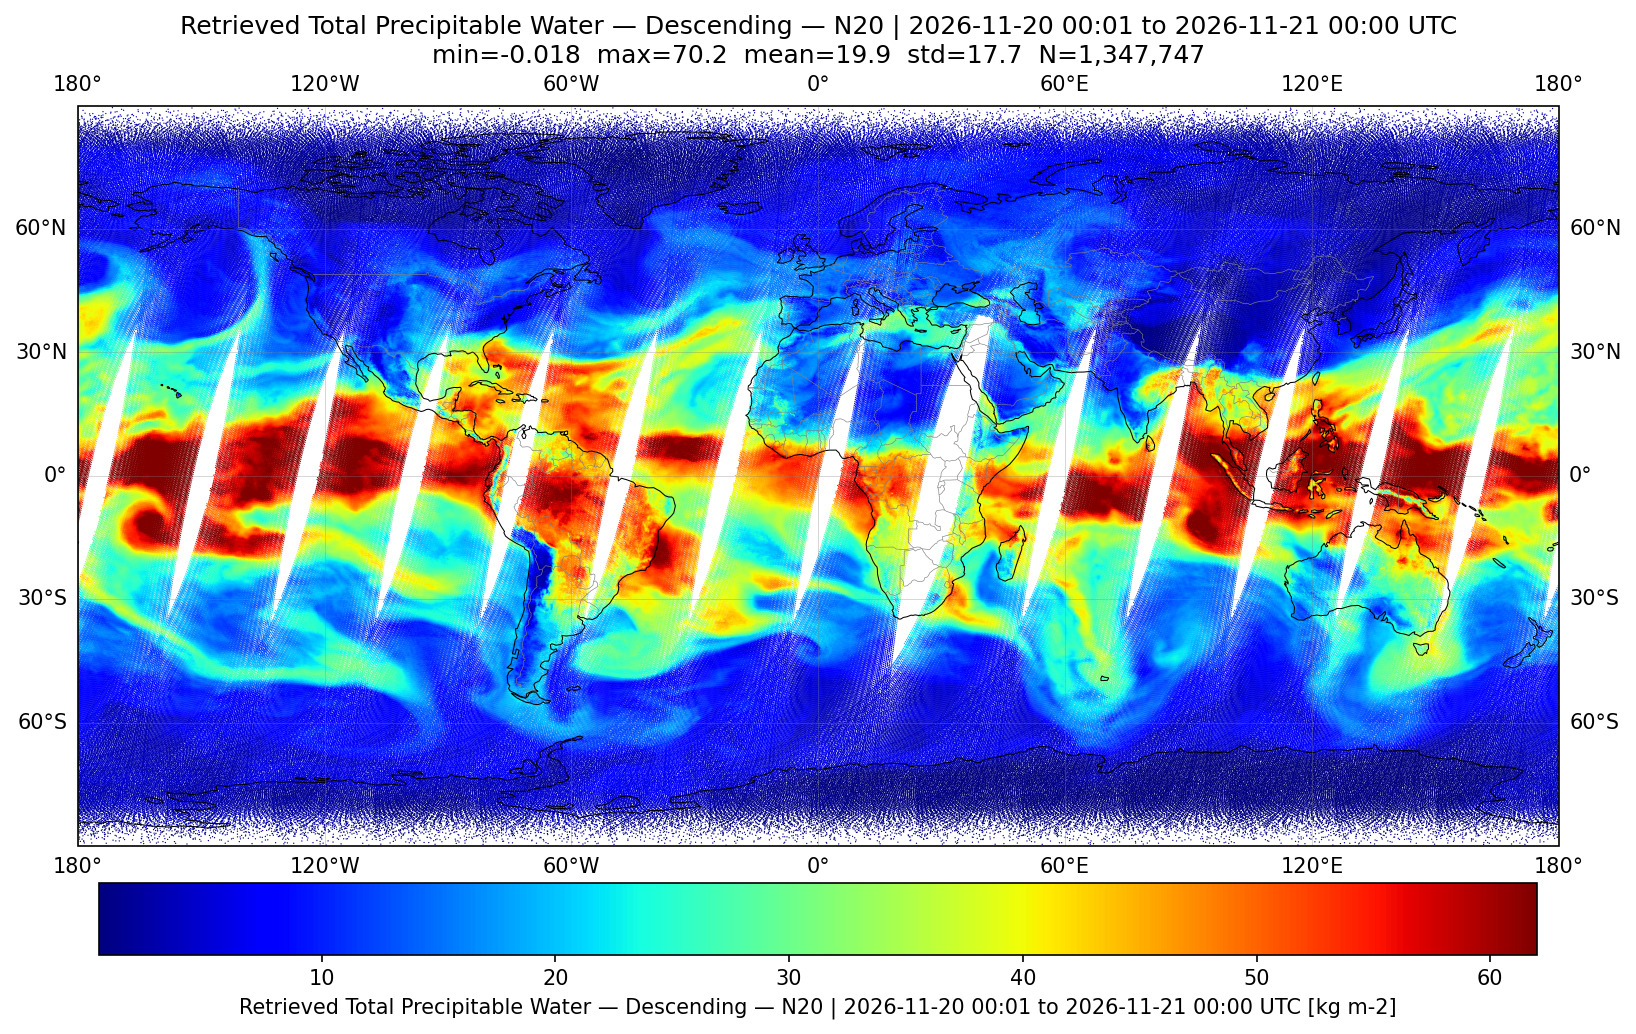 Retrieved Total Precipitable Water — Descending — N20 | 2026-11-20 00:01 to 2026-11-21 00:00 UTC
min=-0.018 max=70.2 mean=19.9 std=17.7 N=1,347,747
180° 120°W 60°W 0° 60°E 120°E 180°
60°N 60°N
30°N 30°N
0° 0°
30°S 30°S
60°S 60°S
180° 120°W 60°W 0° 60°E 120°E 180°
10 20 30 40 50 60
Retrieved Total Precipitable Water — Descending — N20 | 2026-11-20 00:01 to 2026-11-21 00:00 UTC [kg m-2]